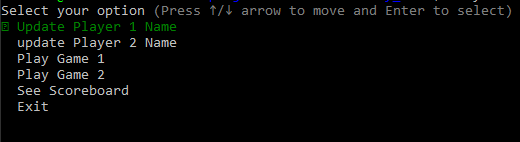 Select your option (Press ↑/↓ arrow to move and Enter to select)
Update Player 1 Name
update Player 2 Name
Play Game 1
Play Game 2
See Scoreboard
Exit